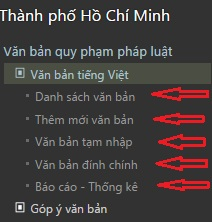 Thành phố Hồ Chí Minh
Văn bản quy phạm pháp luật
Văn bản tiếng Việt
Danh sách văn bản
Thêm mới văn bản
Văn bản tạm nhập
Văn bản đính chính
Báo cáo - Thống kê
Góp ý văn bản